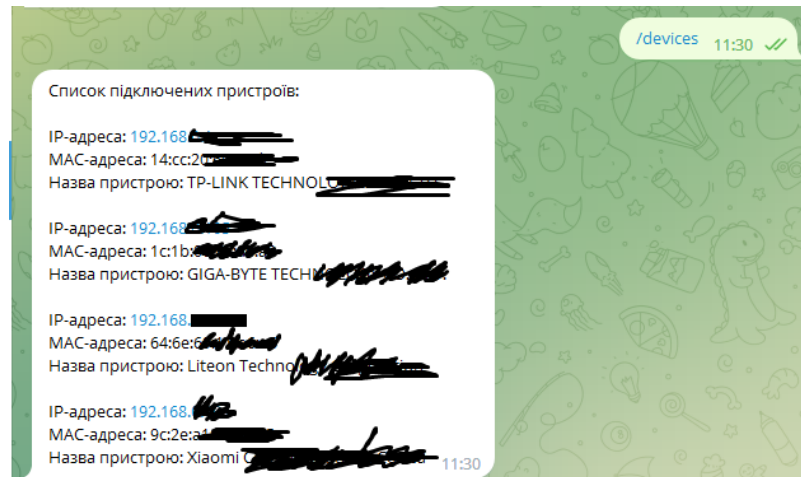 /devices 11:30
Список підключених пристроїв:
IP-адреса: 192.168
MAC-адреса: 14:cc:20
Назва пристрою: TP-LINK TECHNOLO
IP-адреса: 192.168
MAC-адреса: 1c:1b:
Назва пристрою: GIGA-BYTE TECHN
IP-адреса: 192.168.
MAC-адреса: 64:6e:6
Назва пристрою: Liteon Techno
IP-адреса: 192.168.
MAC-адреса: 9c:2e:a
Назва пристрою: Xiaomi C
11:30